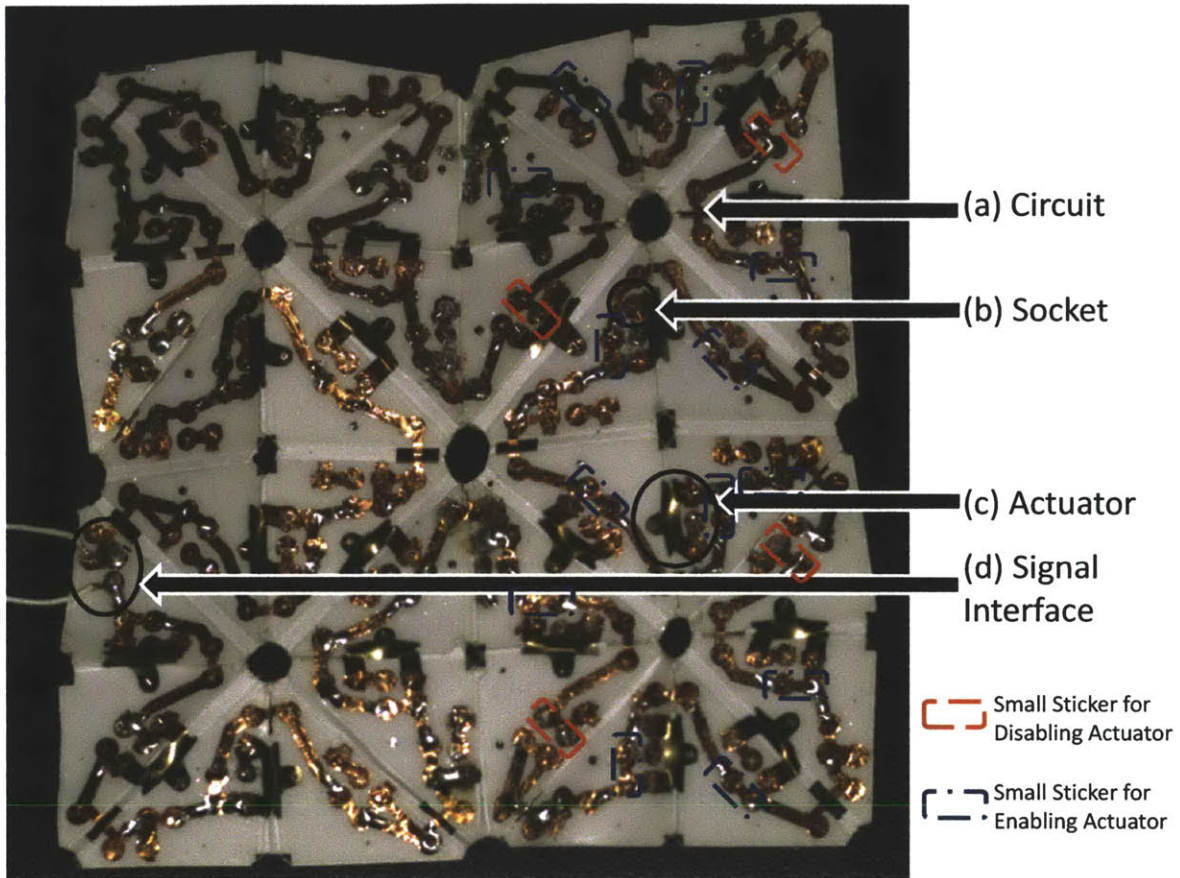 (a) Circuit
(b) Socket
(c) Actuator
(d) Signal
Interface
Small Sticker for
Disabling Actuator
Small Sticker for
Enabling Actuator